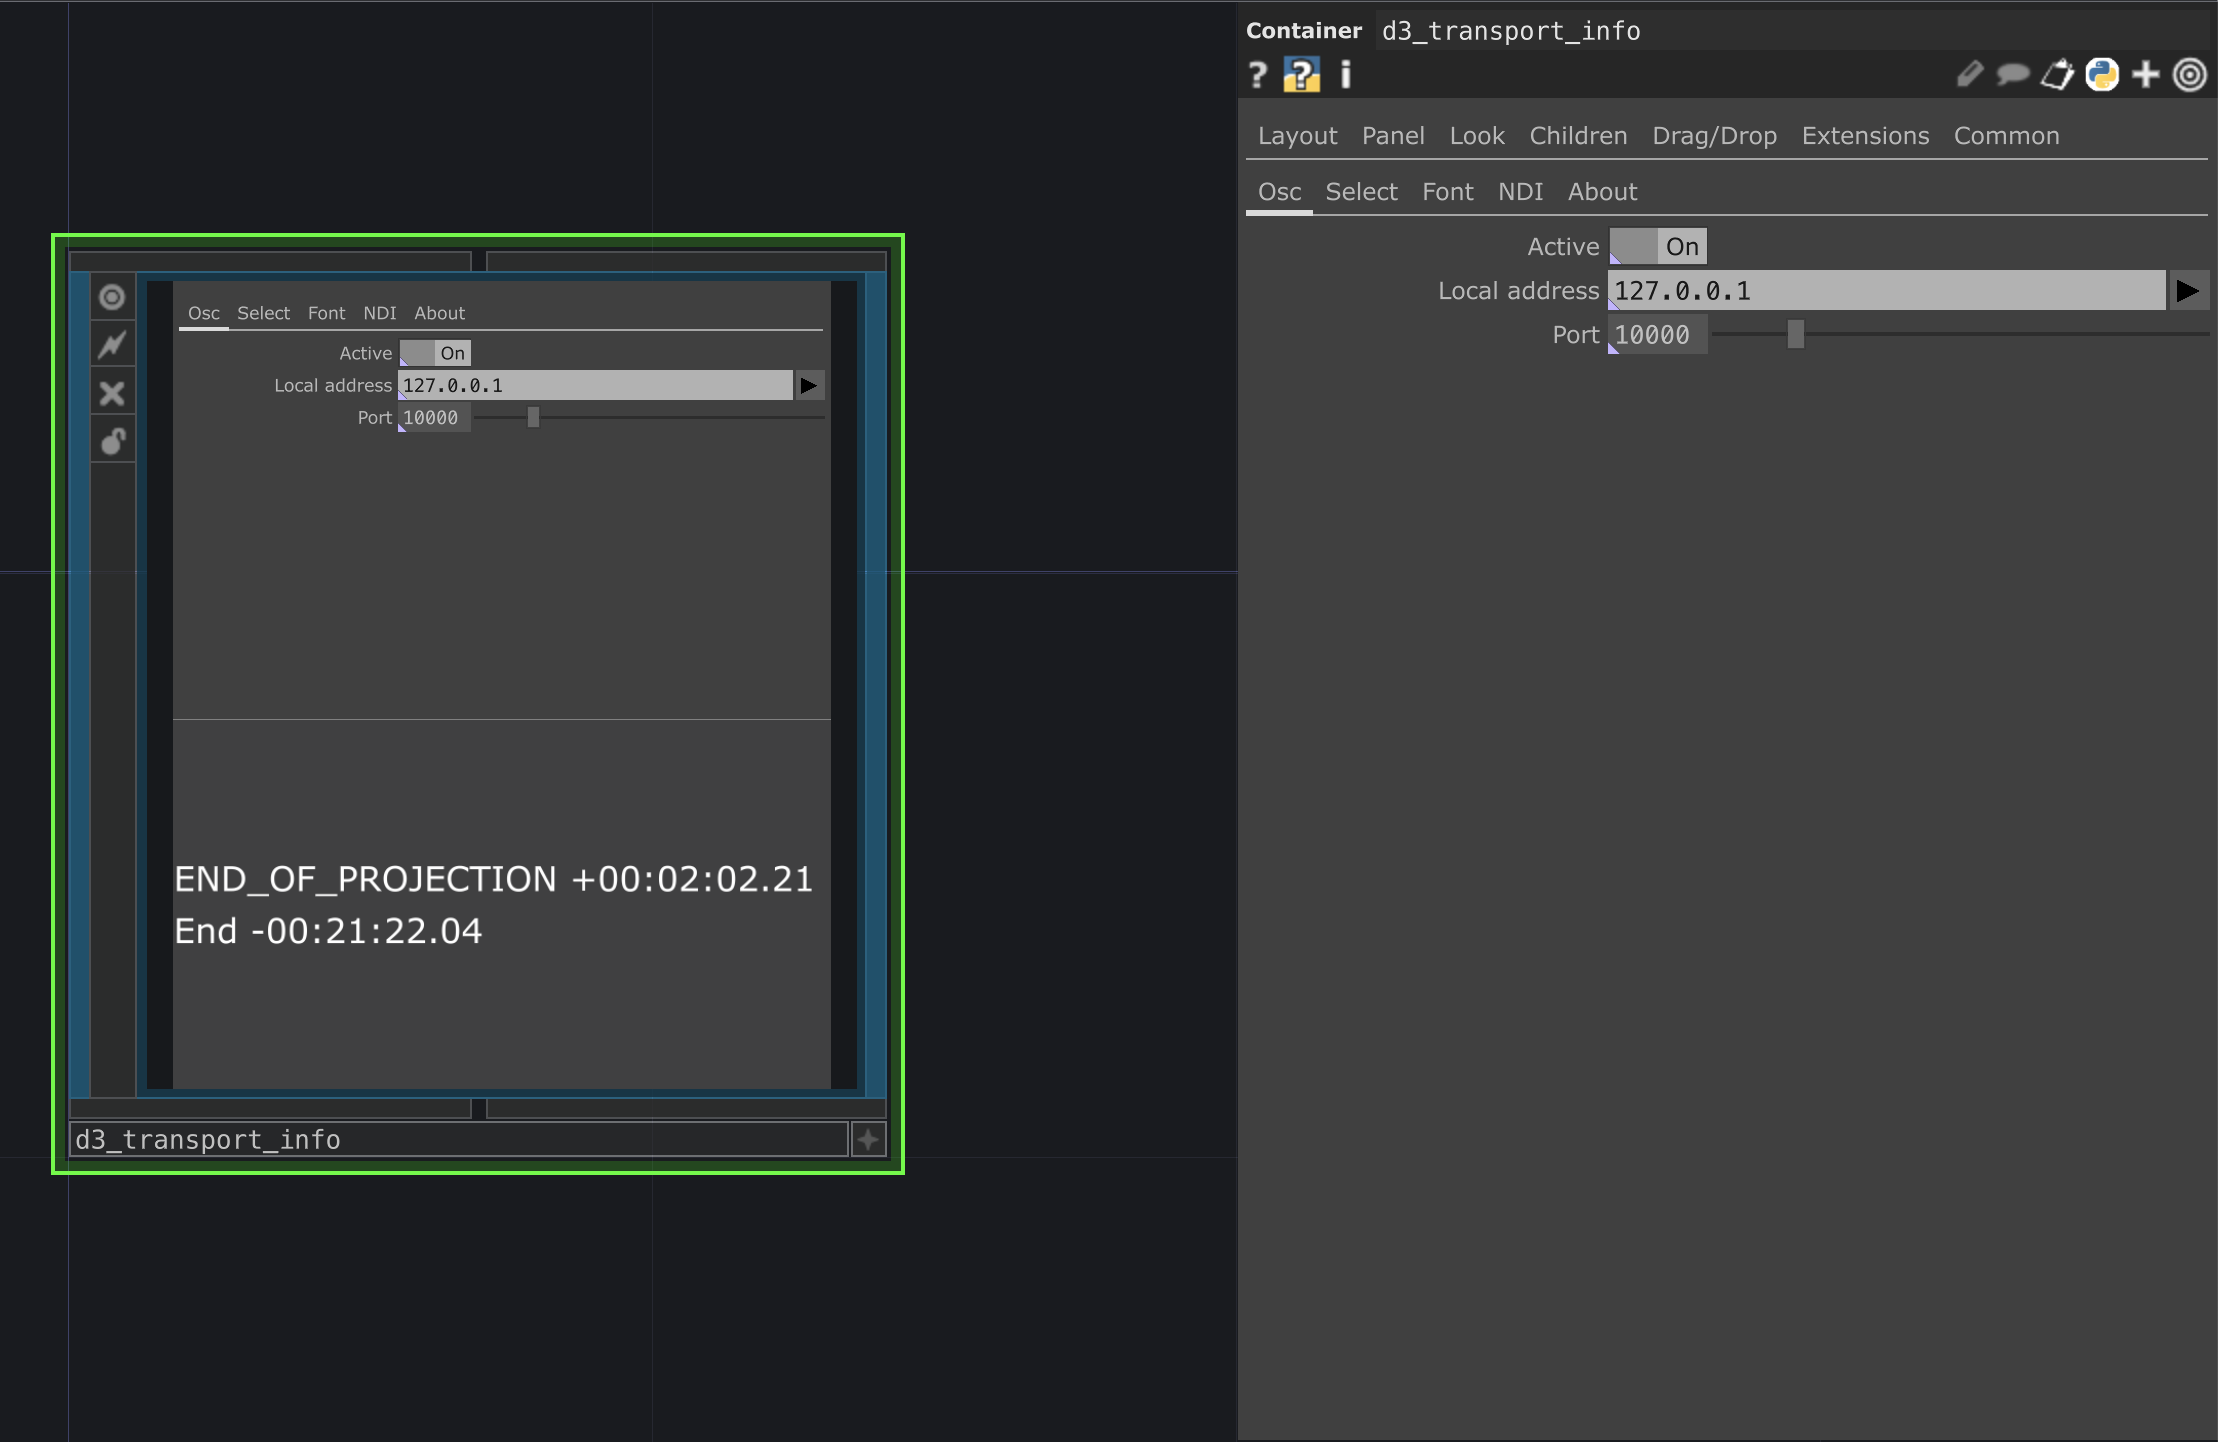 Container d3_transport_info
? ? i
Layout Panel Look Children Drag/Drop Extensions Common
Osc Select Font NDI About
Active On
Local address 127.0.0.1
Port 10000
Osc Select Font NDI About
Active On
Local address 127.0.0.1
Port 10000
END_OF_PROJECTION +00:02:02.21
End -00:21:22.04
d3_transport_info